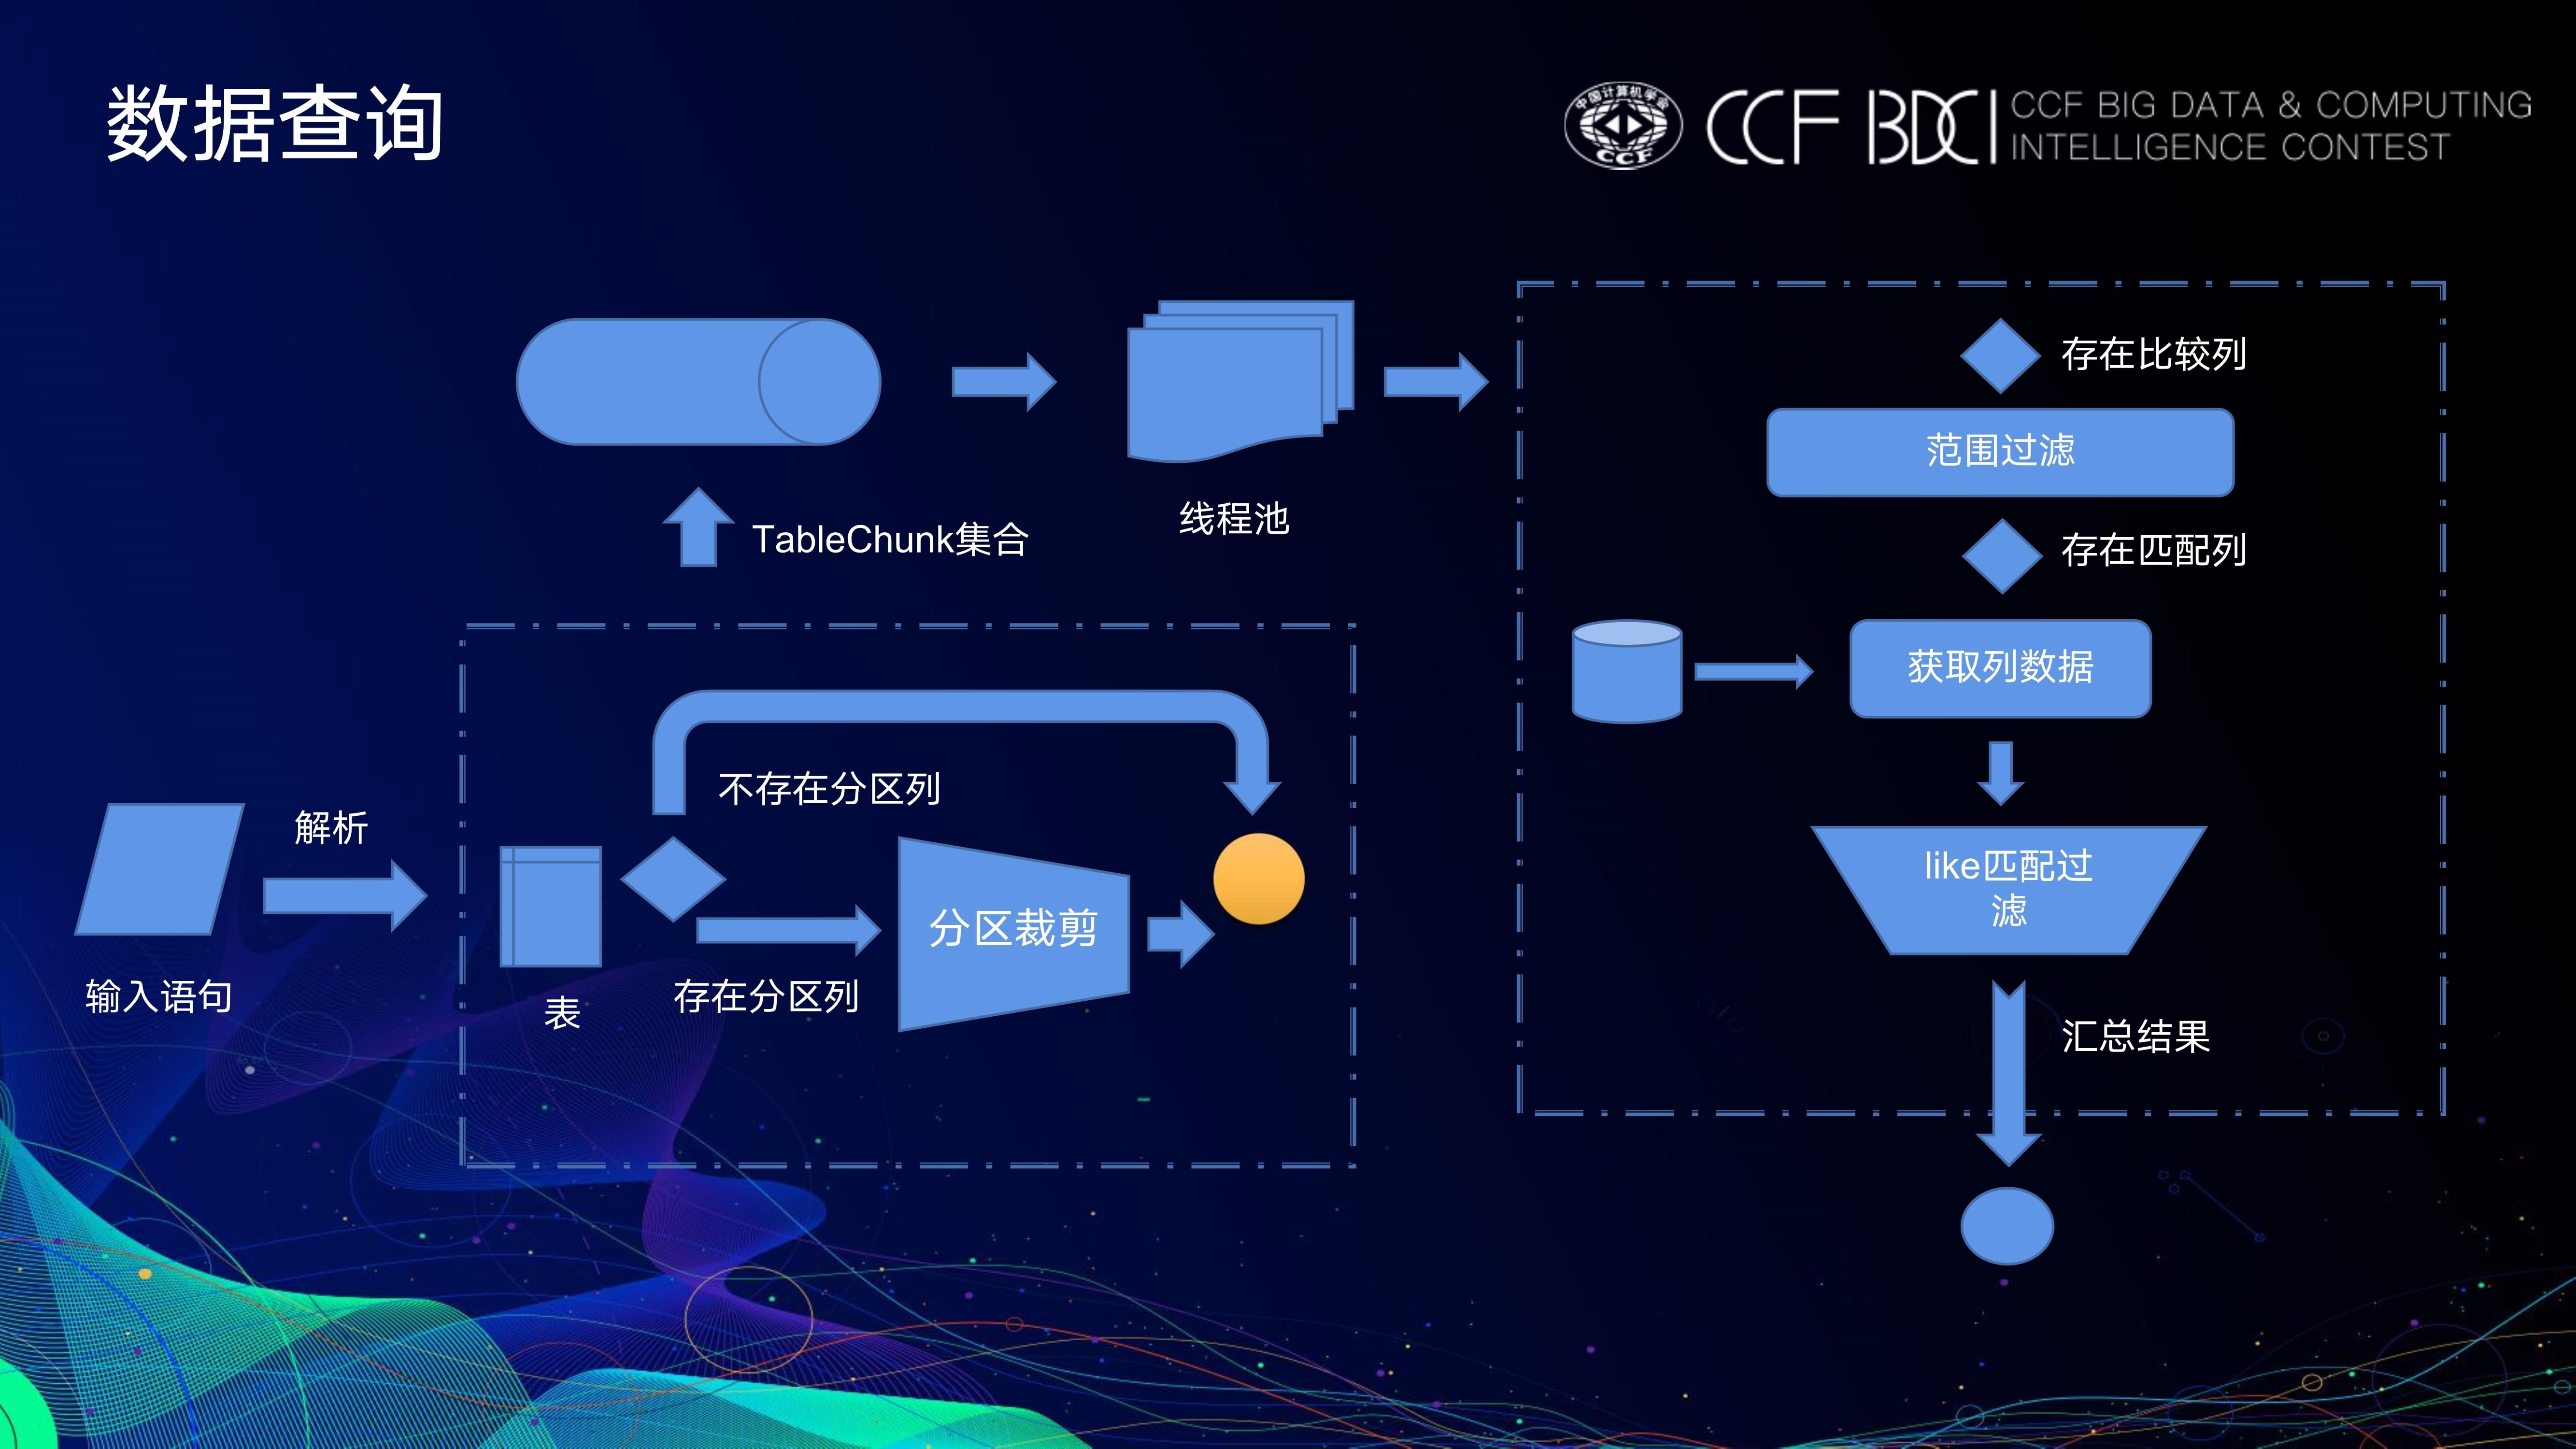 数据查询
中国计算机学会
CCF
CCF BDCI
CCF BIG DATA & COMPUTING
INTELLIGENCE CONTEST
输入语句
解析
表
不存在分区列
存在分区列
分区裁剪
TableChunk集合
线程池
存在比较列
范围过滤
存在匹配列
获取列数据
like匹配过
滤
汇总结果